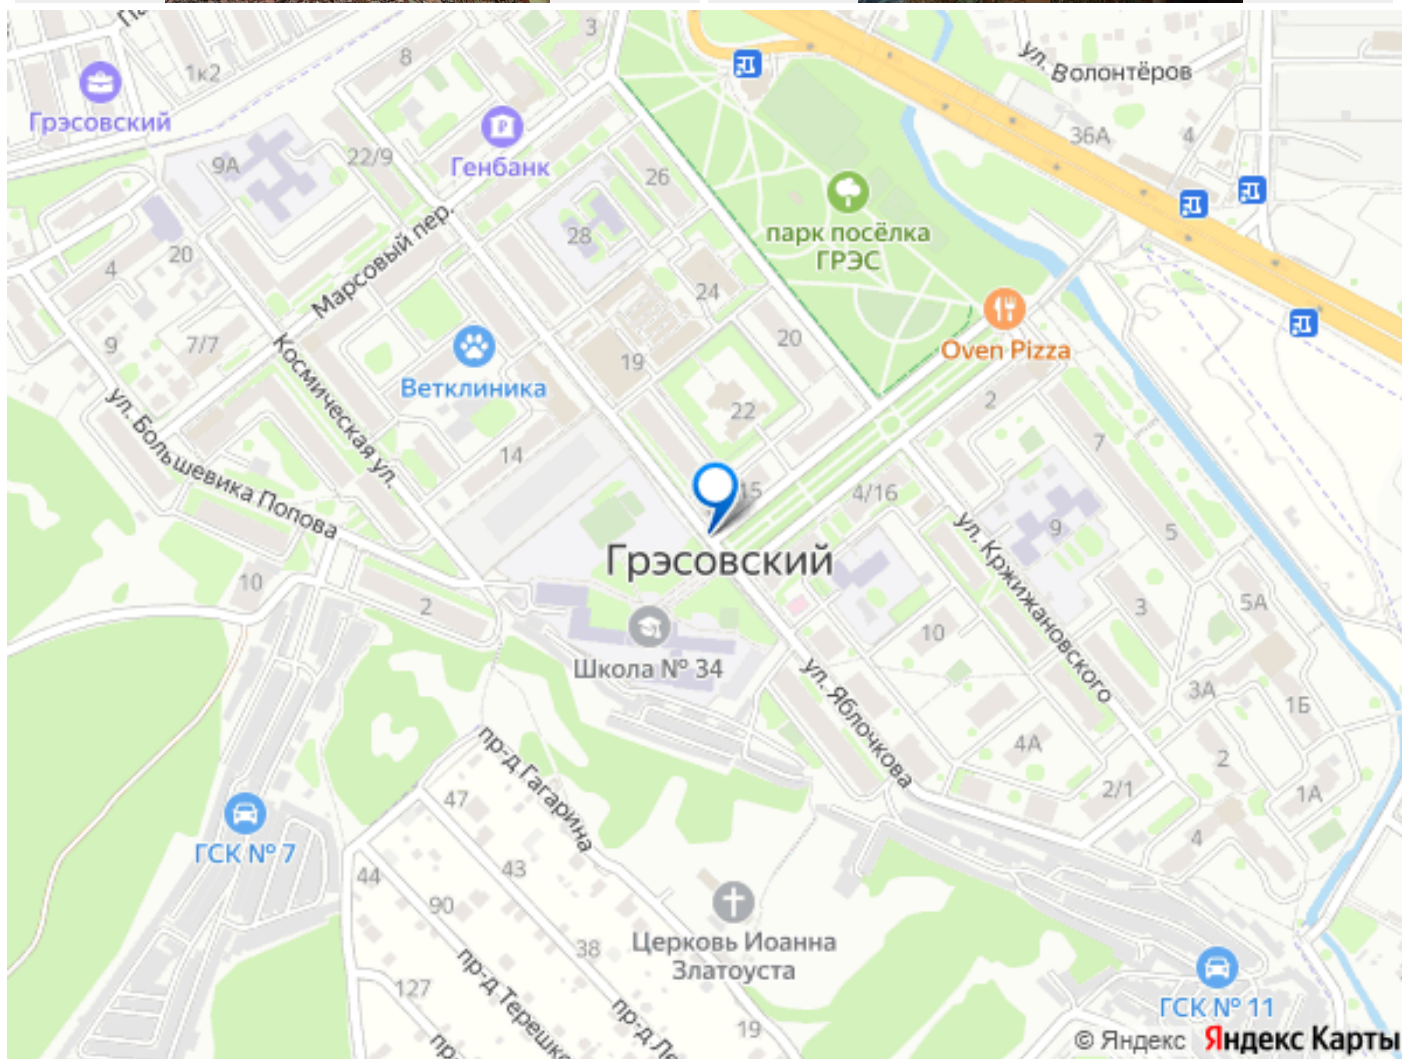 3
8
1к2
ул. Волонтёров
Грэсовский
Генбанк
36А
4
9А
22/9
26
парк посёлка
ГРЭС
28
20
4
Марсовый пер.
24
Oven Pizza
9
7/7
Космическая ул.
Ветклиника
19
20
22
2
7
ул. Большевика Попова
14
15
4/16
ул. Кржижановского
9
5
Грэсовский
10
2
3
5А
Школа № 34
10
ул. Яблочкова
3А
1Б
4А
2
2/1
1А
4
пр-д Гагарина
47
ГСК № 7
43
44
90
38
Церковь Иоанна
Златоуста
127
19
ГСК № 11
© Яндекс Яндекс Карты